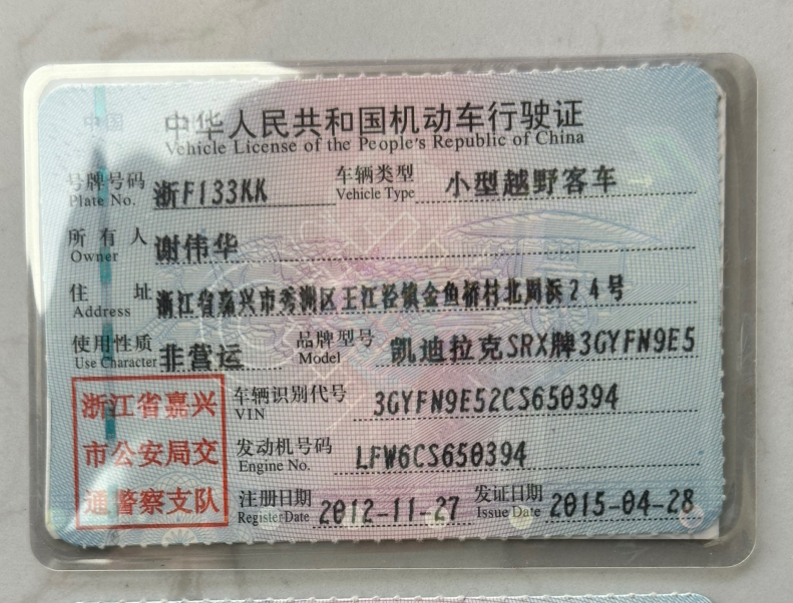 中国
中华人民共和国机动车行驶证
Vehicle License of the People's Republic of China
号牌号码 浙F133KK 车辆类型 小型越野客车
Plate No. Vehicle Type
所有人 谢伟华
Owner
住址 浙江省嘉兴市秀洲区王江泾镇金鱼桥村北周浜24号
Address
使用性质 非营运 品牌型号 凯迪拉克SRX牌3GYFN9E5
Use Character Model
浙江省嘉兴 车辆识别代号 3GYFN9E52CS650394
VIN
市公安局交 发动机号码 LFW6CS650394
Engine No.
通警察支队 注册日期 2012-11-27 发证日期 2015-04-28
Register Date Issue Date